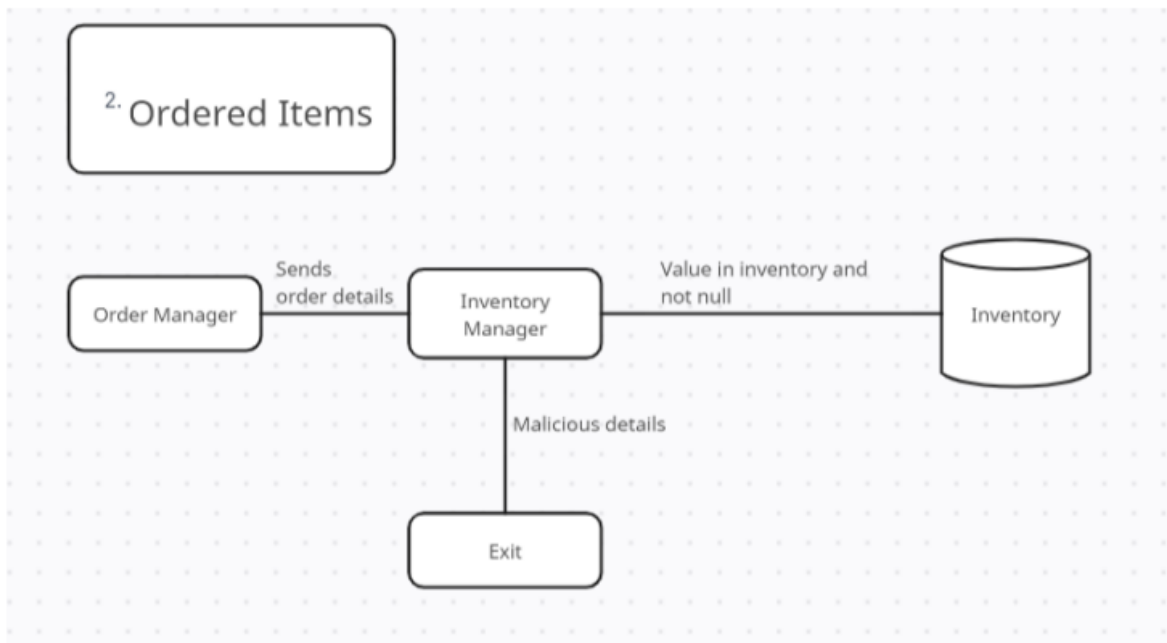 2. Ordered Items
Sends
order details
Value in inventory and
not null
Order Manager
Inventory
Manager
Inventory
Malicious details
Exit